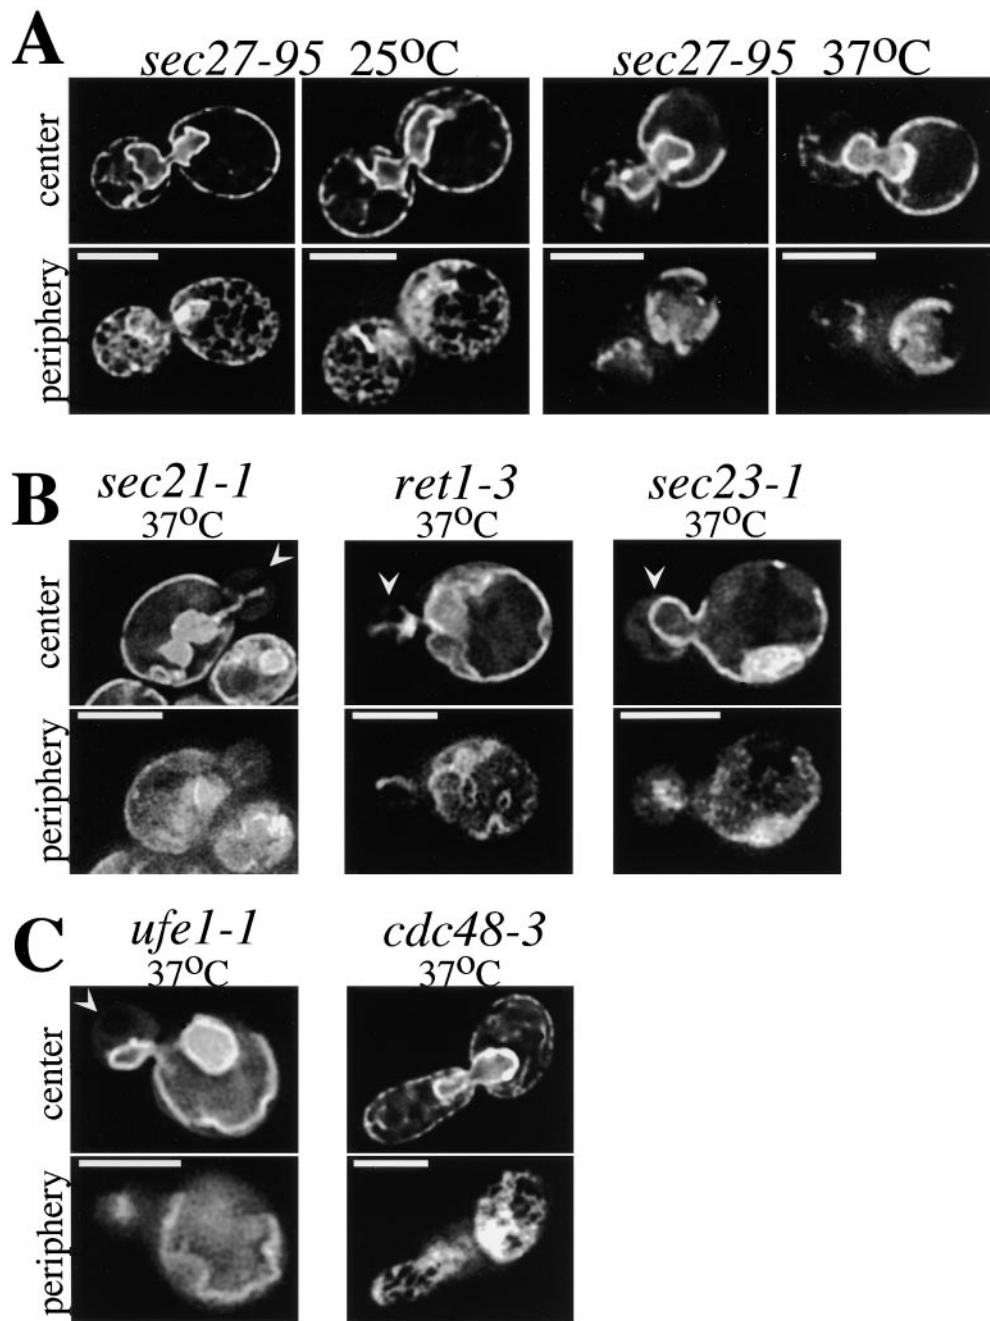 A
sec27-95 25°C sec27-95 37°C
center
periphery
B
sec21-1 ret1-3 sec23-1
37°C 37°C 37°C
center
periphery
C
ufe1-1 cdc48-3
37°C 37°C
center
periphery